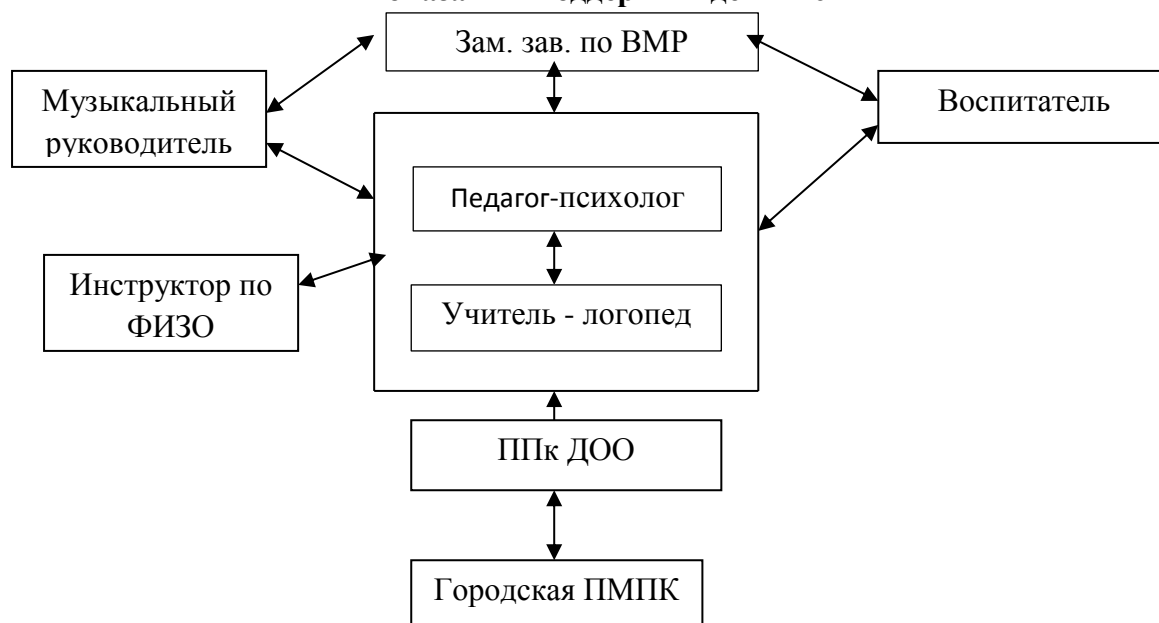 Зам. зав. по ВМР
Музыкальный
руководитель
Воспитатель
Педагог-психолог
Инструктор по
ФИЗО
Учитель - логопед
ППк ДОО
Городская ПМПК